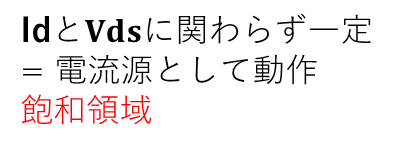 IdとVdsに関わらず一定
= 電流源として動作
飽和領域